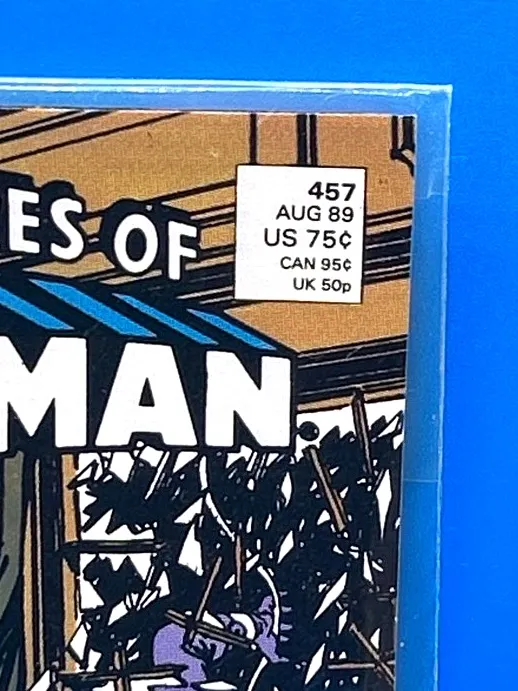 457
AUG 89
US 75¢
CAN 95¢
UK 50p
ES OF
MAN